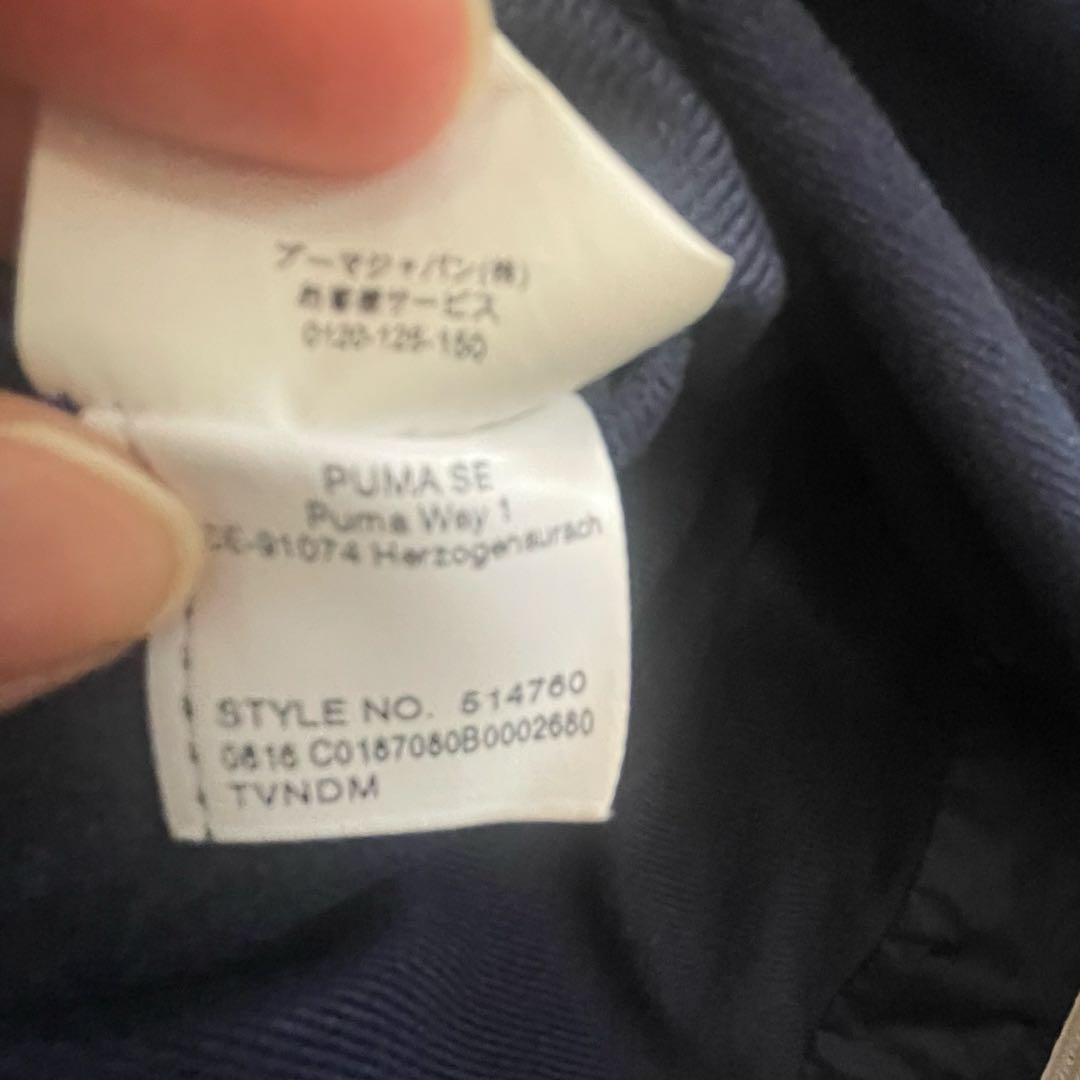 プーマジャパン(株)
お客様サービス
0120-125-150
PUMA SE
Puma Way 1
DE-91074 Herzogenaurach
STYLE NO. 514760
0816 C0187080B0002680
TVNDM